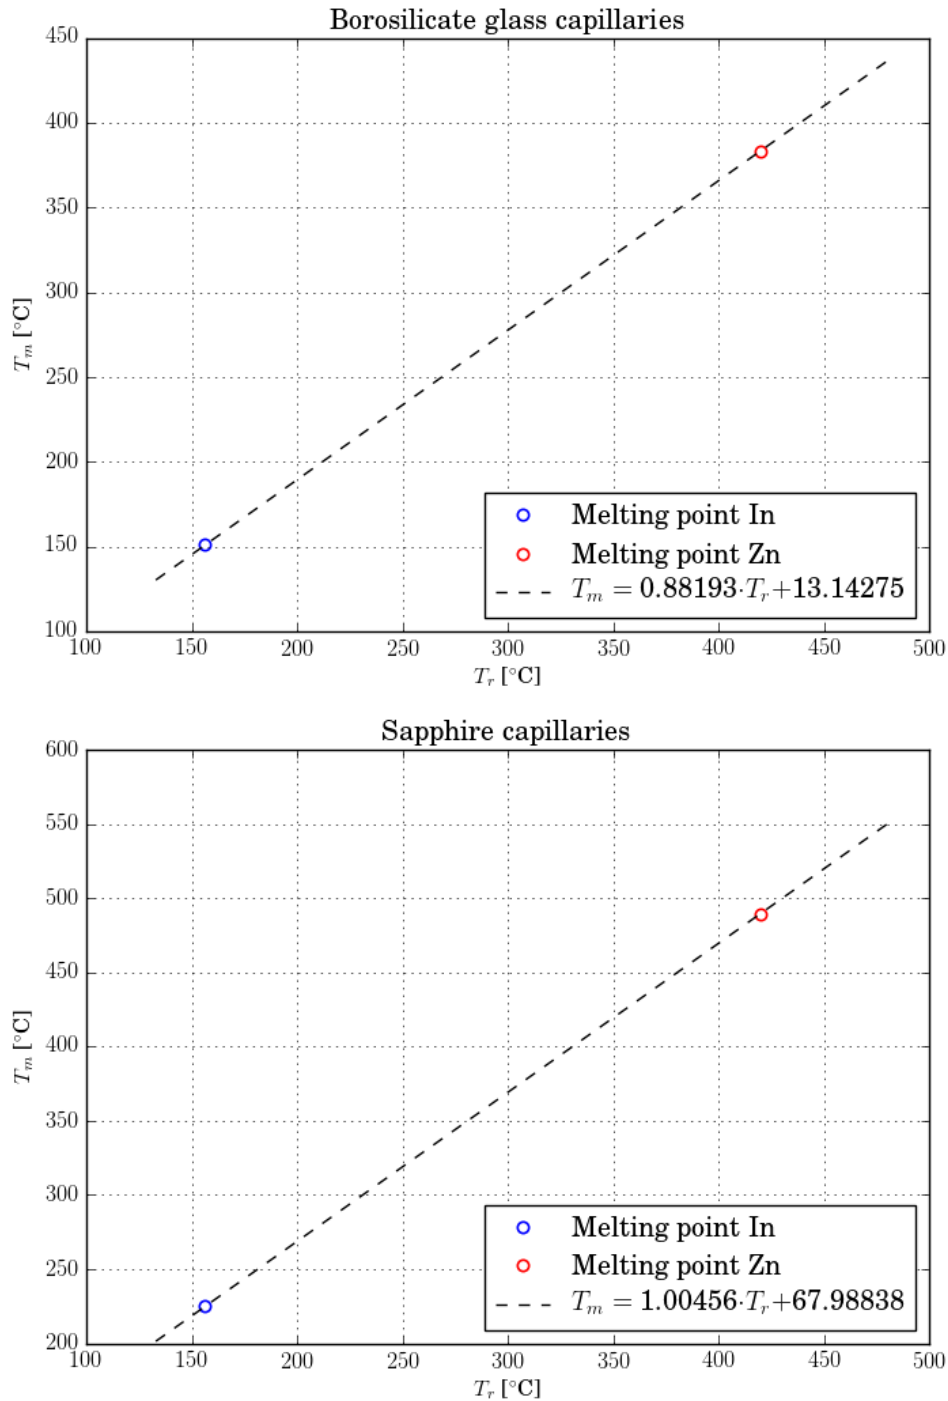 Borosilicate glass capillaries
450
400
350
300
250
200
150
100
T_m [°C]
Melting point In
Melting point Zn
T_m = 0.88193·T_r+13.14275
100 150 200 250 300 350 400 450 500
T_r [°C]
Sapphire capillaries
600
550
500
450
400
350
300
250
200
T_m [°C]
Melting point In
Melting point Zn
T_m = 1.00456·T_r+67.98838
100 150 200 250 300 350 400 450 500
T_r [°C]